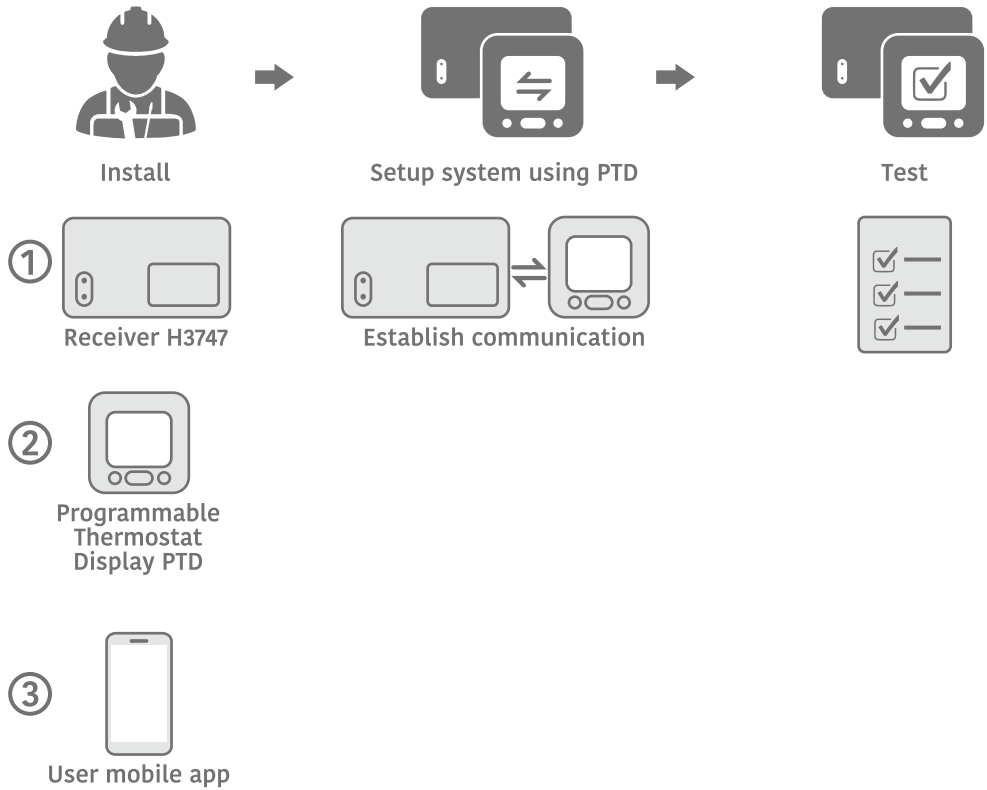 Install
Setup system using PTD
Test
1
Receiver H3747
Establish communication
2
Programmable
Thermostat
Display PTD
3
User mobile app